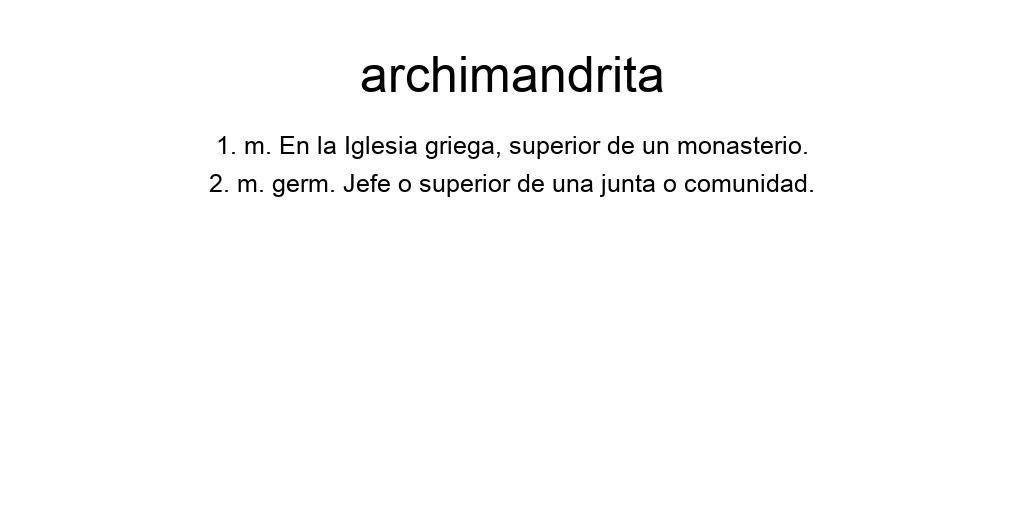 archimandrita
1. m. En la Iglesia griega, superior de un monasterio.
2. m. germ. Jefe o superior de una junta o comunidad.